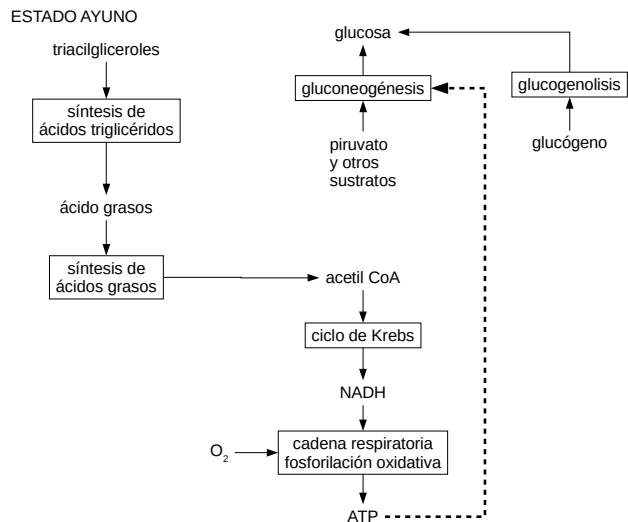 ESTADO AYUNO
triacilgliceroles
síntesis de
ácidos triglicéridos
ácido grasos
síntesis de
ácidos grasos
glucosa
gluconeogénesis
piruvato
y otros
sustratos
glucogenolisis
glucógeno
acetil CoA
ciclo de Krebs
NADH
O₂
cadena respiratoria
fosforilación oxidativa
ATP